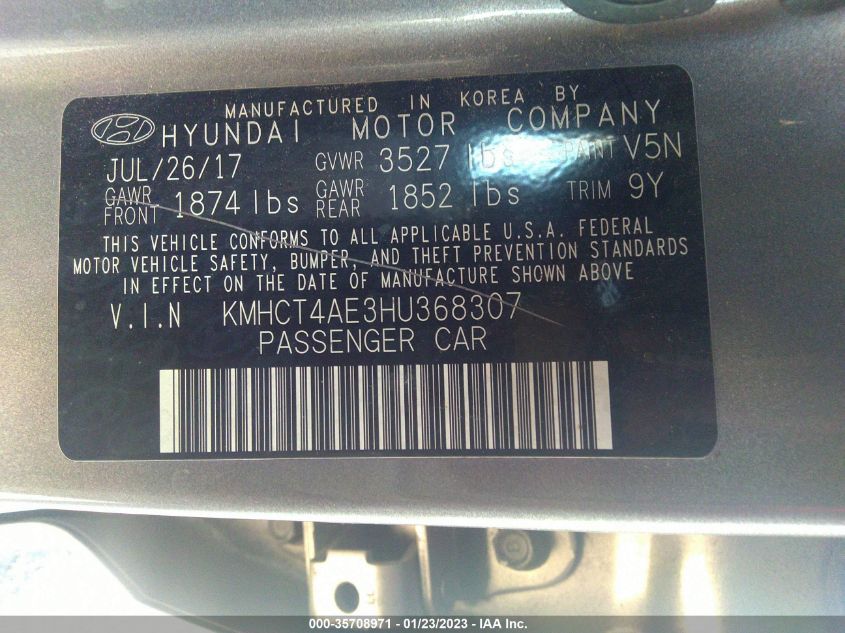 MANUFACTURED IN KOREA BY
HYUNDAI MOTOR COMPANY
JUL/26/17 GVWR 3527 lbs PAINT V5N
GAWR FRONT 1874 lbs GAWR REAR 1852 lbs TRIM 9Y
THIS VEHICLE CONFORMS TO ALL APPLICABLE U.S.A. FEDERAL
MOTOR VEHICLE SAFETY, BUMPER, AND THEFT PREVENTION STANDARDS
IN EFFECT ON THE DATE OF MANUFACTURE SHOWN ABOVE
V.I.N KMHCT4AE3HU368307
PASSENGER CAR
000-35708971 / 01/23/2023 - IAA Inc.